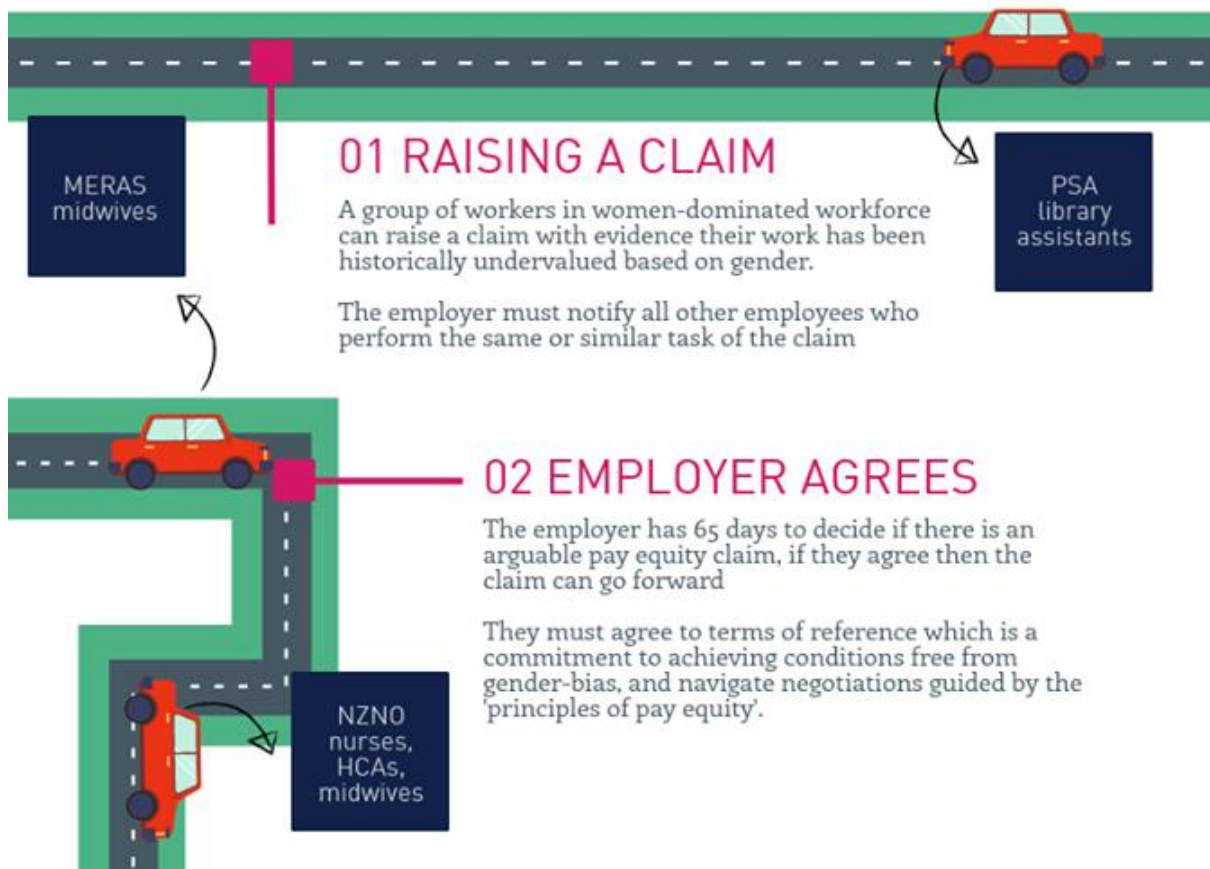 MERAS
midwives
01 RAISING A CLAIM
A group of workers in women-dominated workforce
can raise a claim with evidence their work has been
historically undervalued based on gender.
The employer must notify all other employees who
perform the same or similar task of the claim
PSA
library
assistants
02 EMPLOYER AGREES
The employer has 65 days to decide if there is an
arguable pay equity claim, if they agree then the
claim can go forward
They must agree to terms of reference which is a
commitment to achieving conditions free from
gender-bias, and navigate negotiations guided by the
'principles of pay equity'.
NZNO
nurses,
HCAs,
midwives